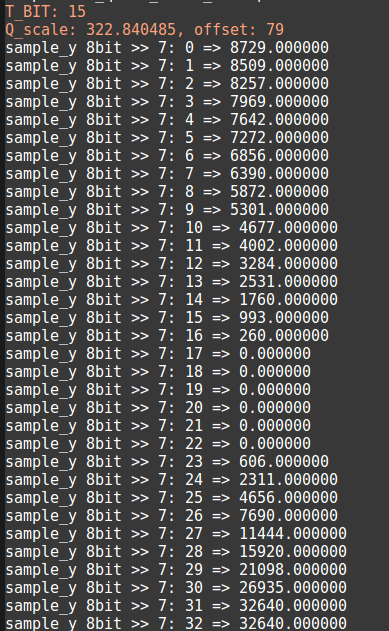 T_BIT: 15
Q_scale: 322.840485, offset: 79
sample_y 8bit >> 7: 0 => 8729.000000
sample_y 8bit >> 7: 1 => 8509.000000
sample_y 8bit >> 7: 2 => 8257.000000
sample_y 8bit >> 7: 3 => 7969.000000
sample_y 8bit >> 7: 4 => 7642.000000
sample_y 8bit >> 7: 5 => 7272.000000
sample_y 8bit >> 7: 6 => 6856.000000
sample_y 8bit >> 7: 7 => 6390.000000
sample_y 8bit >> 7: 8 => 5872.000000
sample_y 8bit >> 7: 9 => 5301.000000
sample_y 8bit >> 7: 10 => 4677.000000
sample_y 8bit >> 7: 11 => 4002.000000
sample_y 8bit >> 7: 12 => 3284.000000
sample_y 8bit >> 7: 13 => 2531.000000
sample_y 8bit >> 7: 14 => 1760.000000
sample_y 8bit >> 7: 15 => 993.000000
sample_y 8bit >> 7: 16 => 260.000000
sample_y 8bit >> 7: 17 => 0.000000
sample_y 8bit >> 7: 18 => 0.000000
sample_y 8bit >> 7: 19 => 0.000000
sample_y 8bit >> 7: 20 => 0.000000
sample_y 8bit >> 7: 21 => 0.000000
sample_y 8bit >> 7: 22 => 0.000000
sample_y 8bit >> 7: 23 => 606.000000
sample_y 8bit >> 7: 24 => 2311.000000
sample_y 8bit >> 7: 25 => 4656.000000
sample_y 8bit >> 7: 26 => 7690.000000
sample_y 8bit >> 7: 27 => 11444.000000
sample_y 8bit >> 7: 28 => 15920.000000
sample_y 8bit >> 7: 29 => 21098.000000
sample_y 8bit >> 7: 30 => 26935.000000
sample_y 8bit >> 7: 31 => 32640.000000
sample_y 8bit >> 7: 32 => 32640.000000